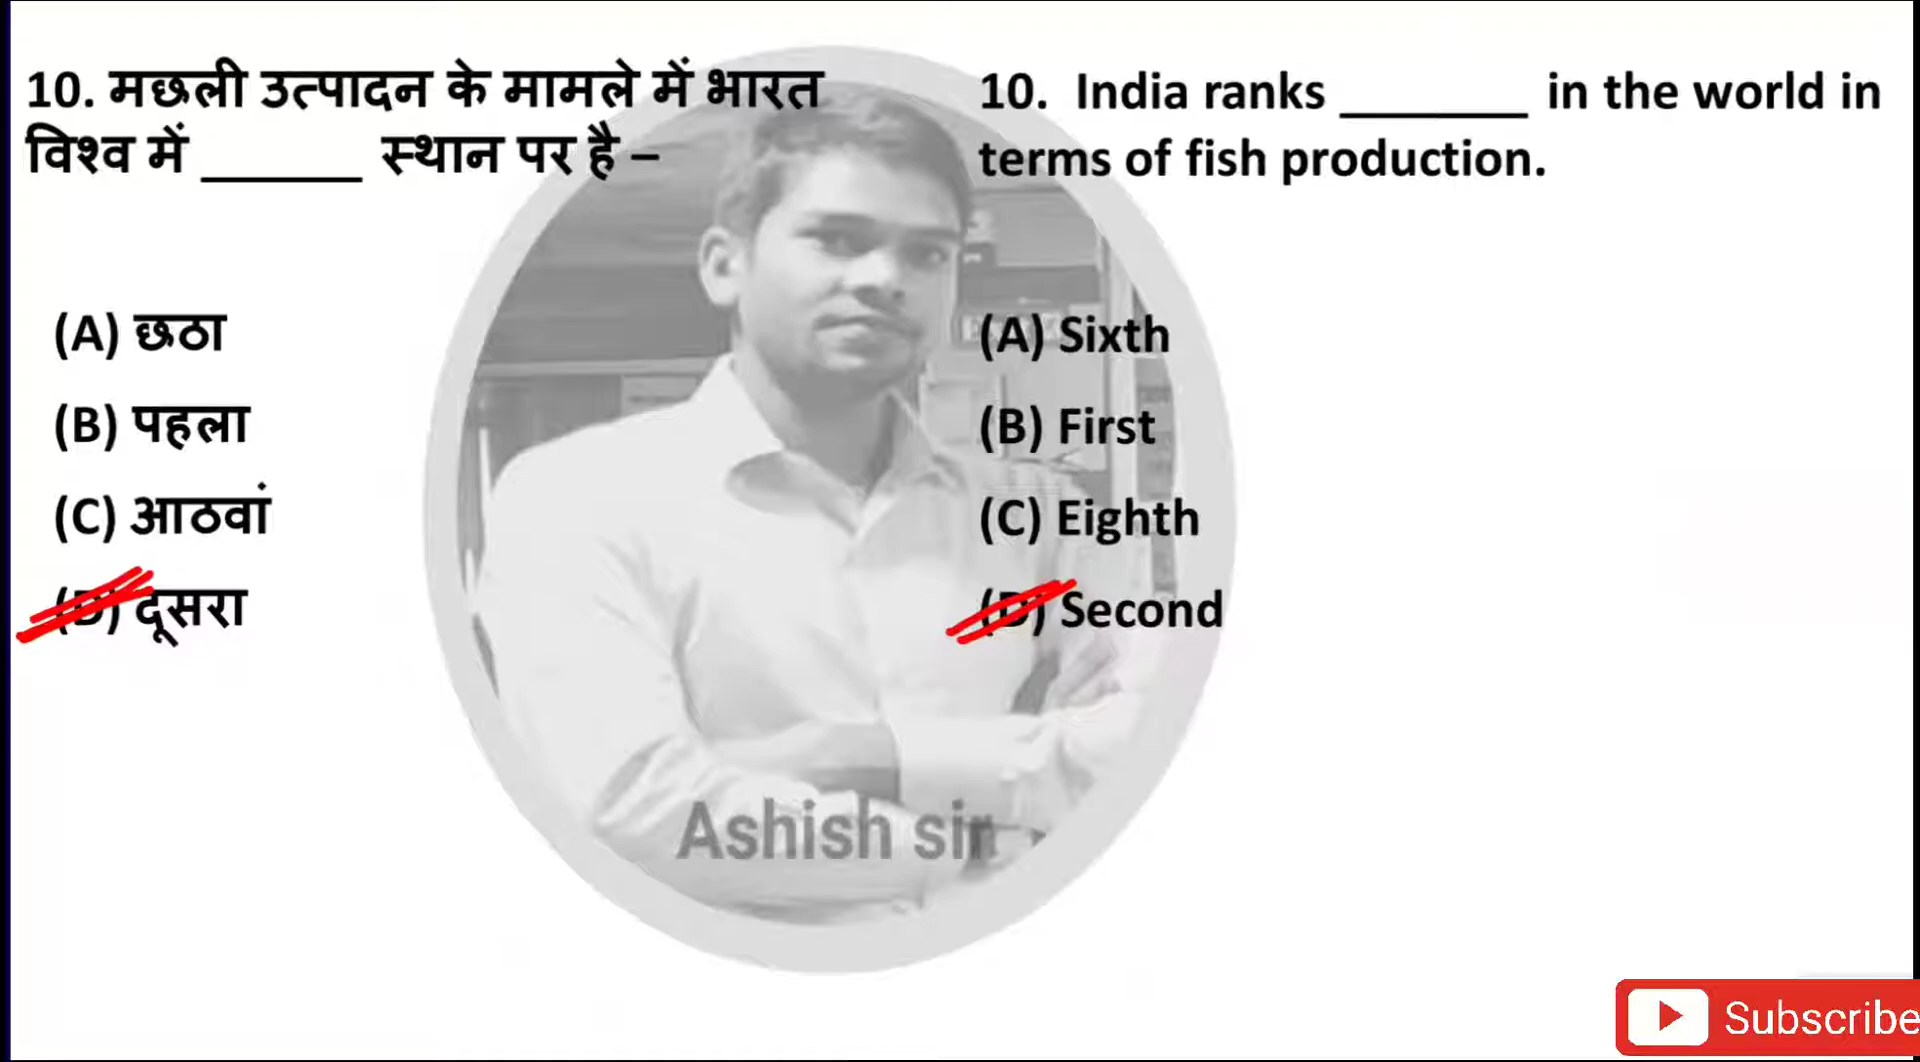 10. मछली उत्पादन के मामले में भारत
विश्व में ______ स्थान पर है –
(A) छठा
(B) पहला
(C) आठवां
(D) दूसरा
10. India ranks _______ in the world in
terms of fish production.
(A) Sixth
(B) First
(C) Eighth
(D) Second
Ashish sir
Subscribe